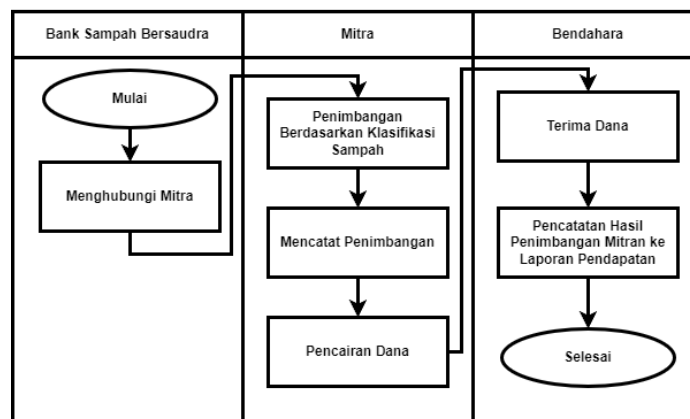 Bank Sampah Bersaudra
Mitra
Bendahara
Mulai
Menghubungi Mitra
Penimbangan
Berdasarkan Klasifikasi
Sampah
Mencatat Penimbangan
Pencairan Dana
Terima Dana
Pencatatan Hasil
Penimbangan Mitran ke
Laporan Pendapatan
Selesai